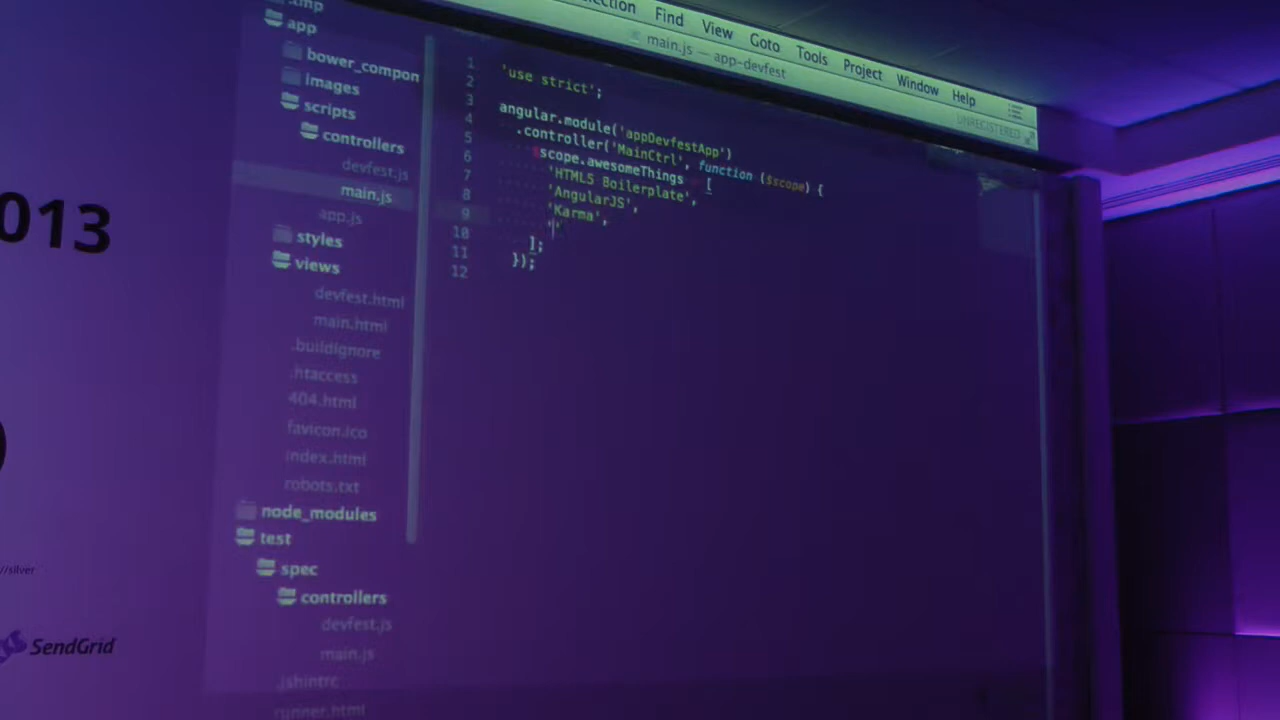 ection Find View Goto Tools Project Window Help
main.js — app-devfest
UNREGISTERED
.tmp
app
bower_compon
images
scripts
controllers
devfest.js
main.js
app.js
styles
views
devfest.html
main.html
.buildignore
.htaccess
404.html
favicon.ico
index.html
robots.txt
node_modules
test
spec
controllers
devfest.js
main.js
.jshintrc
runner.html
1
2 'use strict';
3
4 angular.module('appDevfestApp')
5 .controller('MainCtrl', function ($scope) {
6 $scope.awesomeThings [
7 'HTML5 Boilerplate',
8 'AngularJS',
9 'Karma',
10 ''
11 ];
12 });
013
//silver
SendGrid